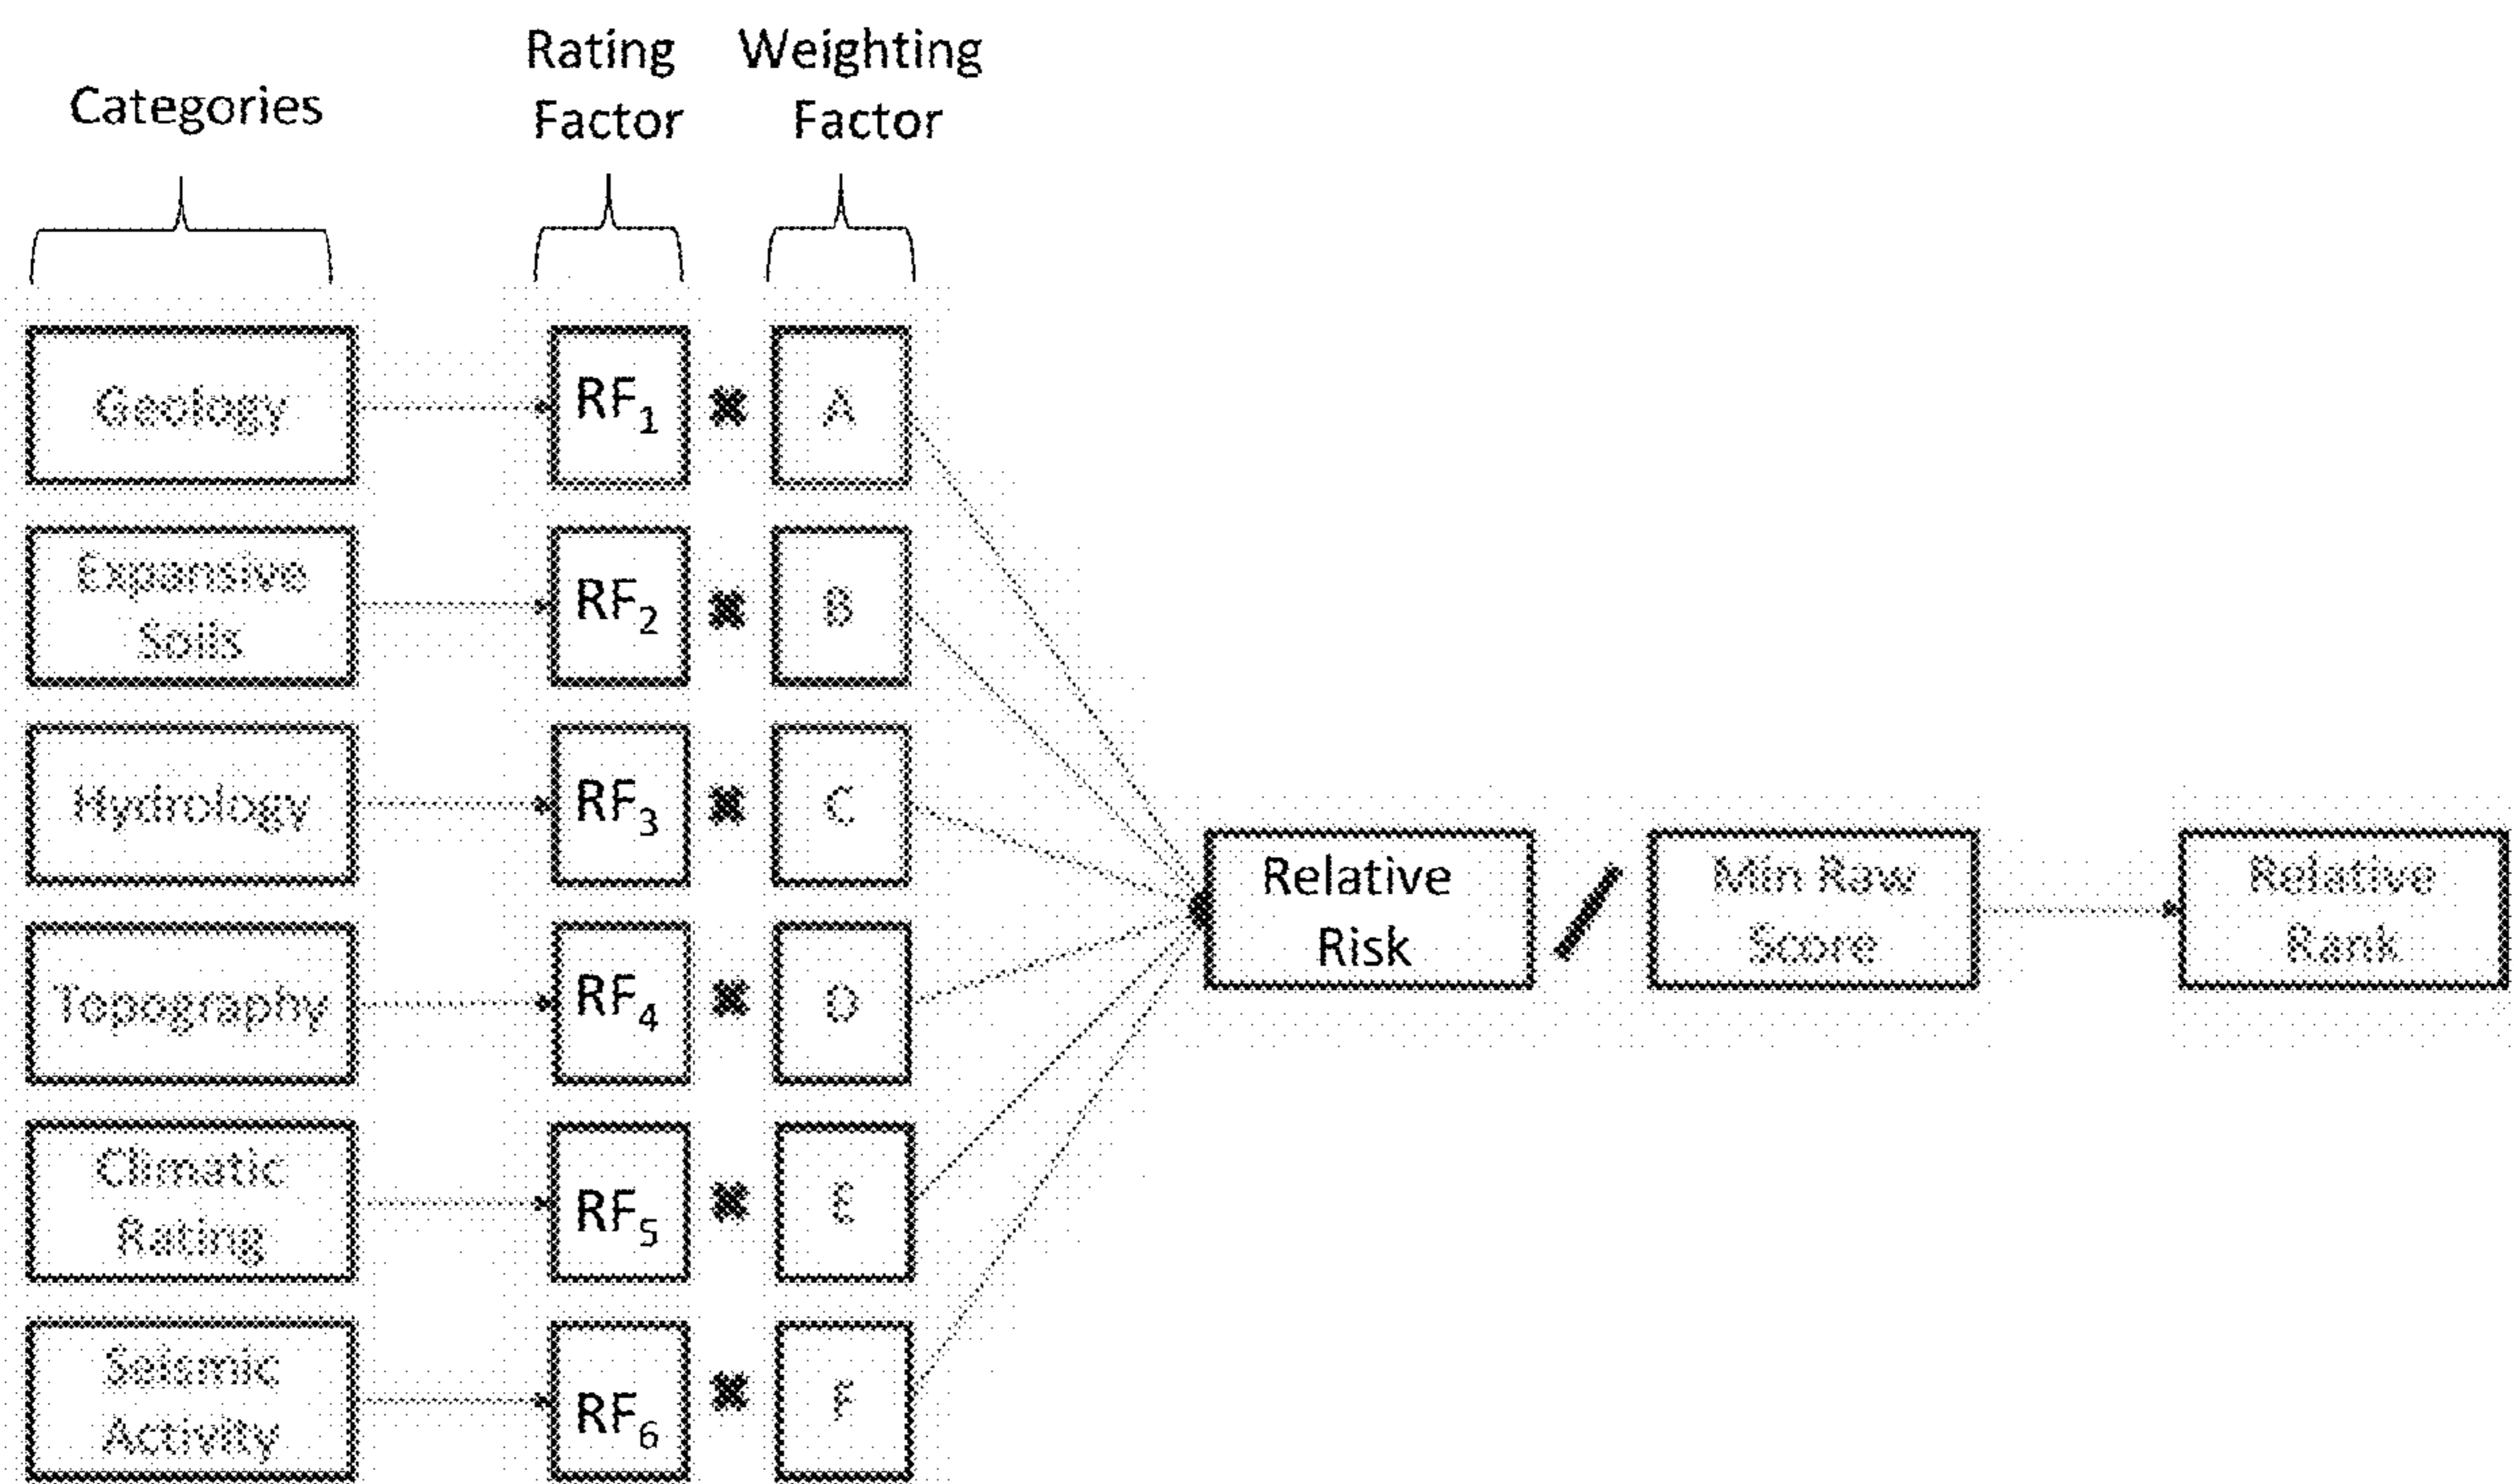 Categories
Rating
Factor
Weighting
Factor
Geology
RF1
A
Expansive
Soils
RF2
B
Hydrology
RF3
C
Topography
RF4
D
Climatic
Rating
RF5
E
Seismic
Activity
RF6
F
Relative
Risk
/
Min Raw
Score
Relative
Rank